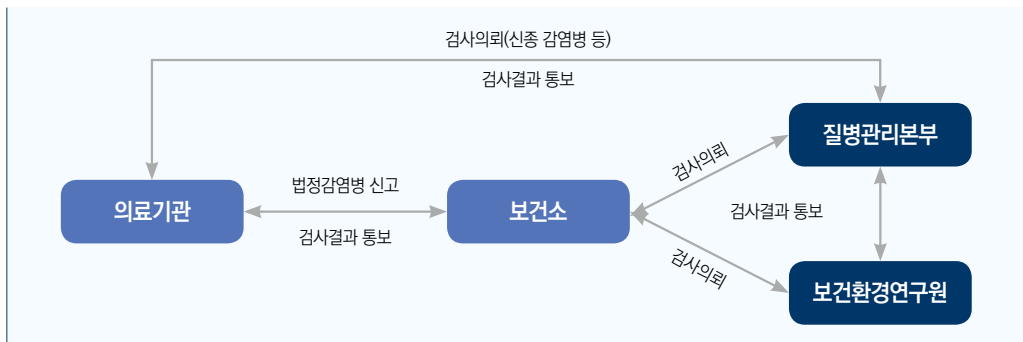 검사의뢰(신종 감염병 등)
검사결과 통보
질병관리본부
검사의뢰
법정감염병 신고
의료기관
보건소
검사결과 통보
검사결과 통보
검사의뢰
보건환경연구원